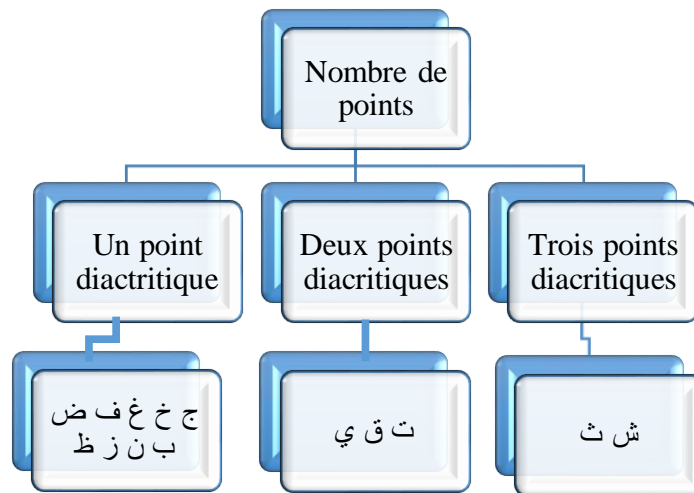 Nombre de
points
Un point
diactritique
Deux points
diacritiques
Trois points
diacritiques
ج خ غ ف ض
ب ن ز ظ
ت ق ي
ش ث